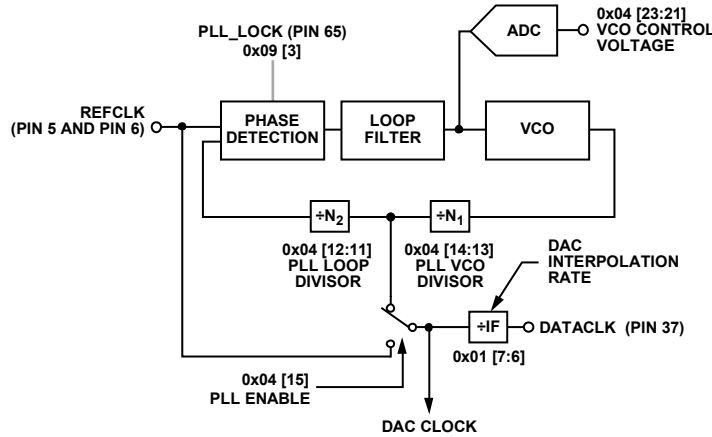 PLL_LOCK (PIN 65)
0x09 [3]
ADC
0x04 [23:21]
VCO CONTROL
VOLTAGE
REFCLK
(PIN 5 AND PIN 6)
PHASE
DETECTION
LOOP
FILTER
VCO
÷N2
÷N1
0x04 [12:11]
PLL LOOP
DIVISOR
0x04 [14:13]
PLL VCO
DIVISOR
DAC
INTERPOLATION
RATE
÷IF
DATACLK (PIN 37)
0x01 [7:6]
0x04 [15]
PLL ENABLE
DAC CLOCK